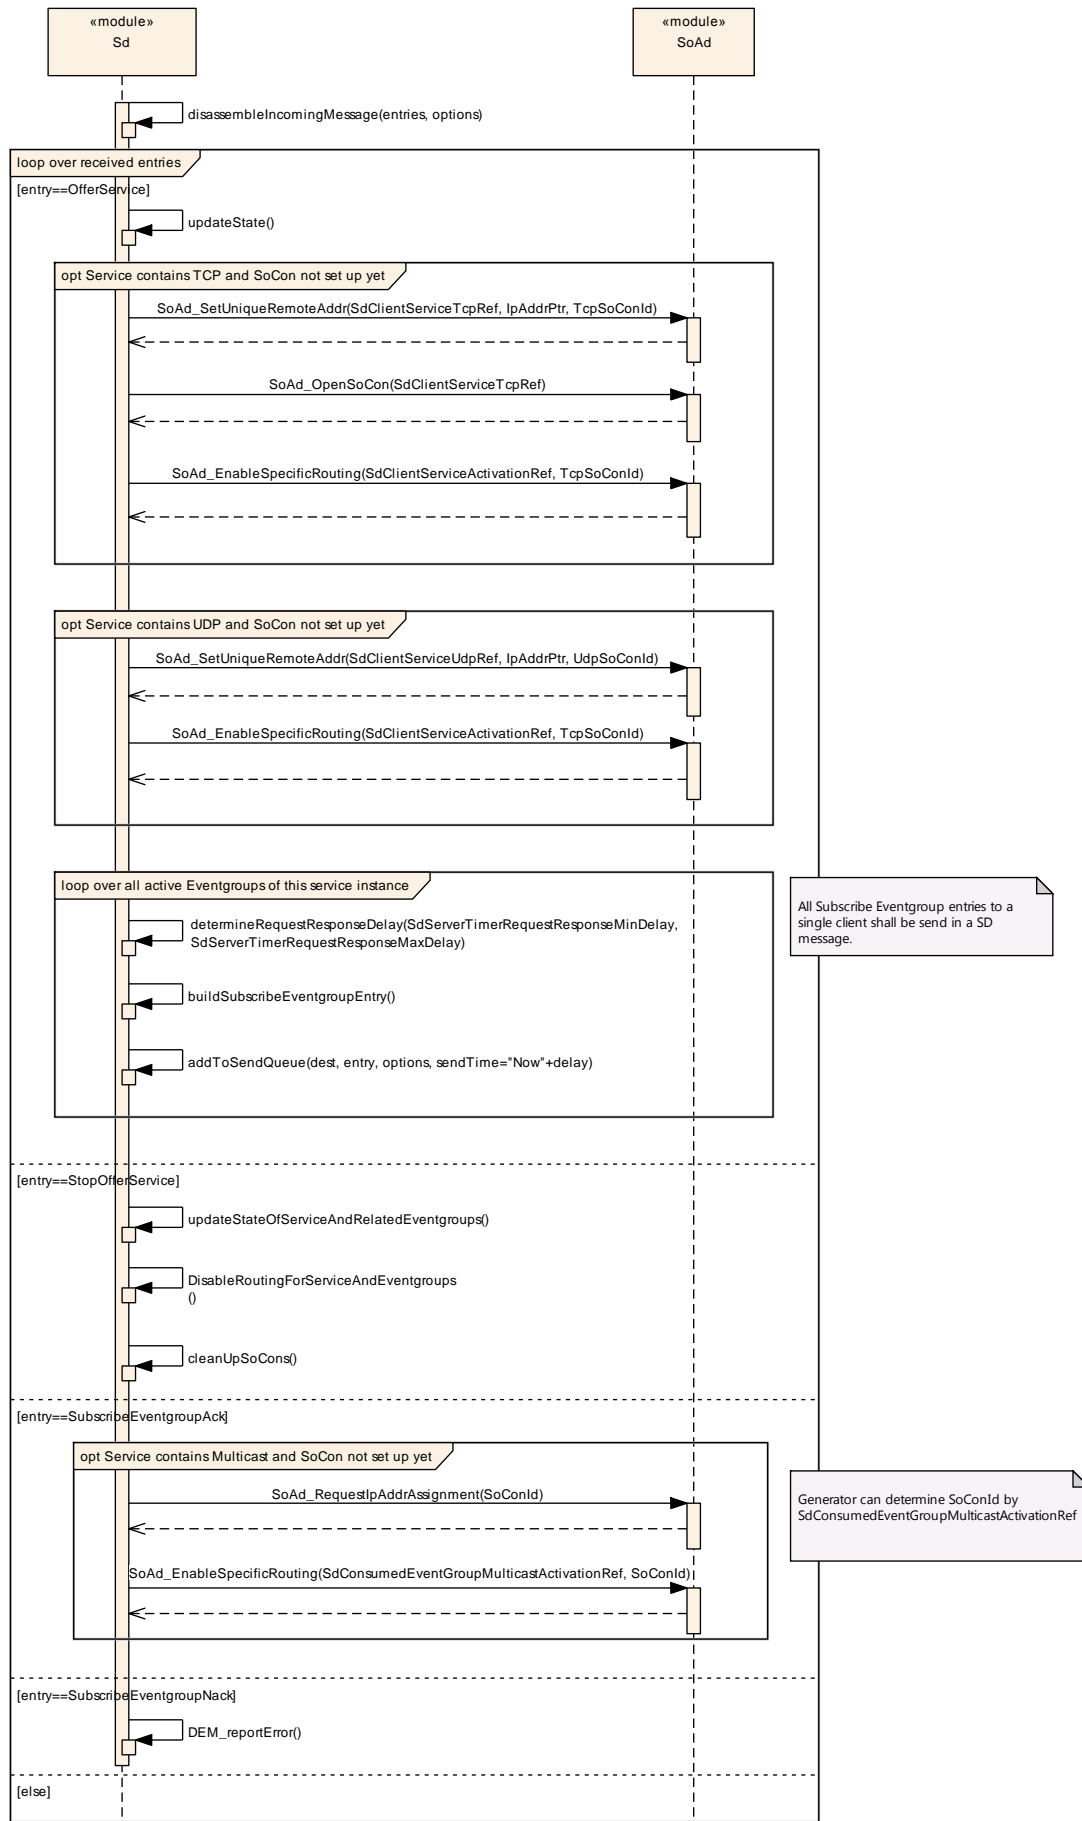 «module»
Sd
«module»
SoAd
disassembleIncomingMessage(entries, options)
loop over received entries
[entry==OfferService]
updateState()
opt Service contains TCP and SoCon not set up yet
SoAd_SetUniqueRemoteAddr(SdClientServiceTcpRef, IpAddrPtr, TcpSoConId)
SoAd_OpenSoCon(SdClientServiceTcpRef)
SoAd_EnableSpecificRouting(SdClientServiceActivationRef, TcpSoConId)
opt Service contains UDP and SoCon not set up yet
SoAd_SetUniqueRemoteAddr(SdClientServiceUdpRef, IpAddrPtr, UdpSoConId)
SoAd_EnableSpecificRouting(SdClientServiceActivationRef, TcpSoConId)
loop over all active Eventgroups of this service instance
determineRequestResponseDelay(SdServerTimerRequestResponseMinDelay,
SdServerTimerRequestResponseMaxDelay)
All Subscribe Eventgroup entries to a
single client shall be send in a SD
message.
buildSubscribeEventgroupEntry()
addToSendQueue(dest, entry, options, sendTime="Now"+delay)
[entry==StopOfferService]
updateStateOfServiceAndRelatedEventgroups()
DisableRoutingForServiceAndEventgroups
()
cleanUpSoCons()
[entry==SubscribeEventgroupAck]
opt Service contains Multicast and SoCon not set up yet
SoAd_RequestIpAddrAssignment(SoConId)
Generator can determine SoConId by
SdConsumedEventGroupMulticastActivationRef
SoAd_EnableSpecificRouting(SdConsumedEventGroupMulticastActivationRef, SoConId)
[entry==SubscribeEventgroupNack]
DEM_reportError()
[else]